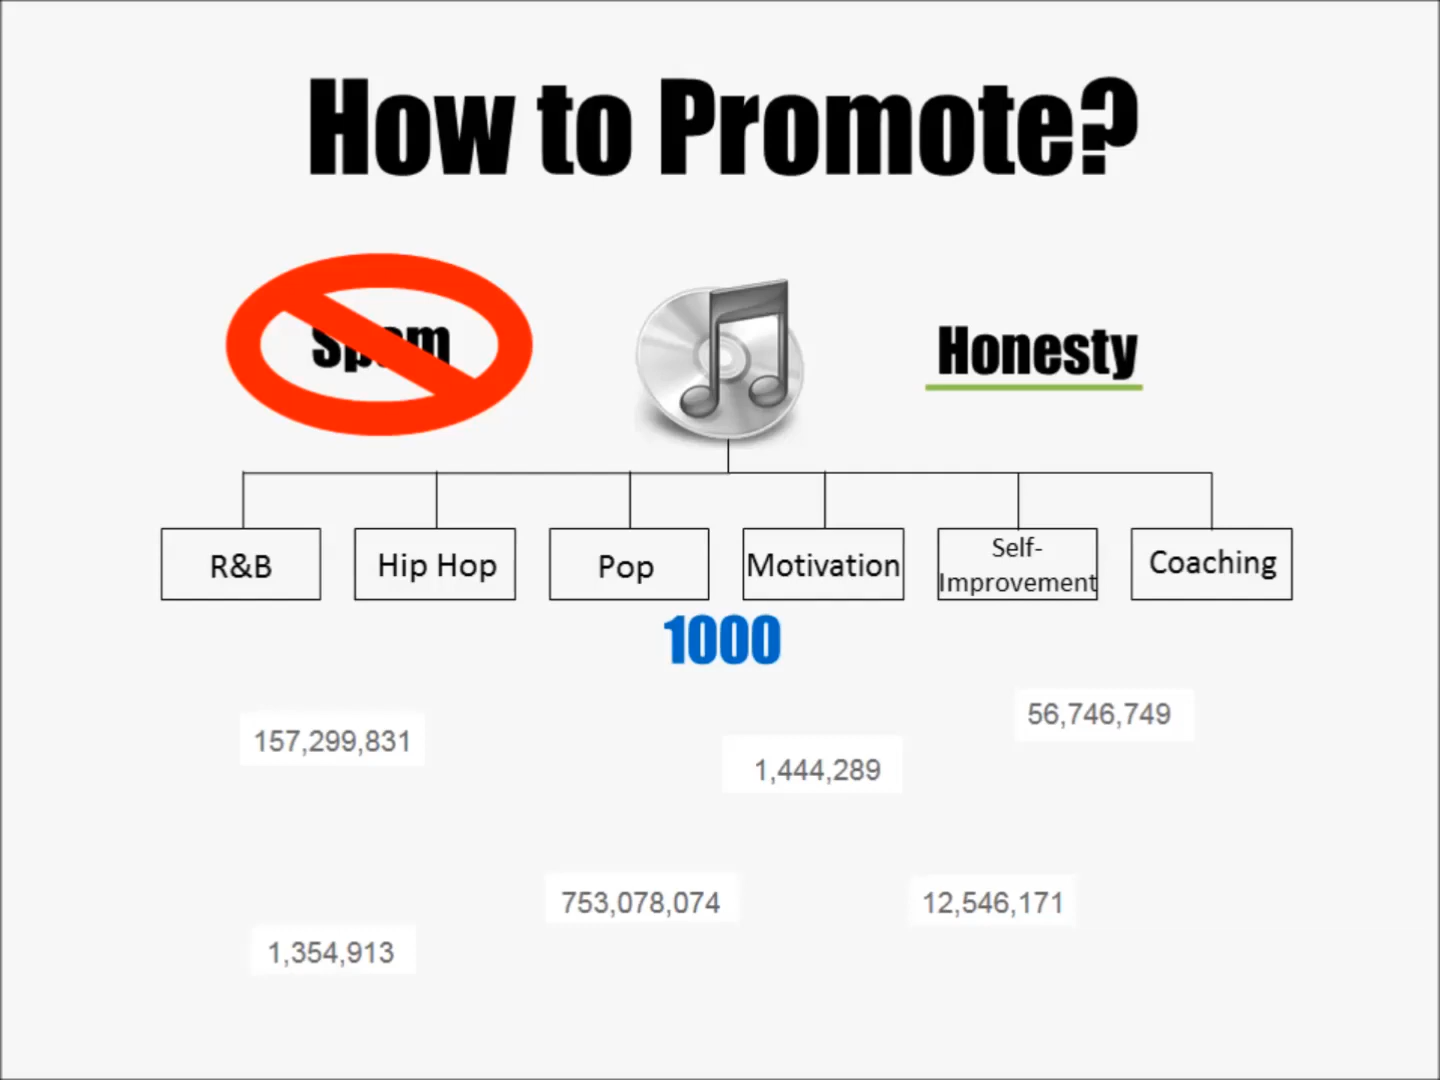 How to Promote?
Spam
Honesty
R&B
Hip Hop
Pop
Motivation
Self-
Improvement
Coaching
1000
56,746,749
157,299,831
1,444,289
753,078,074
12,546,171
1,354,913